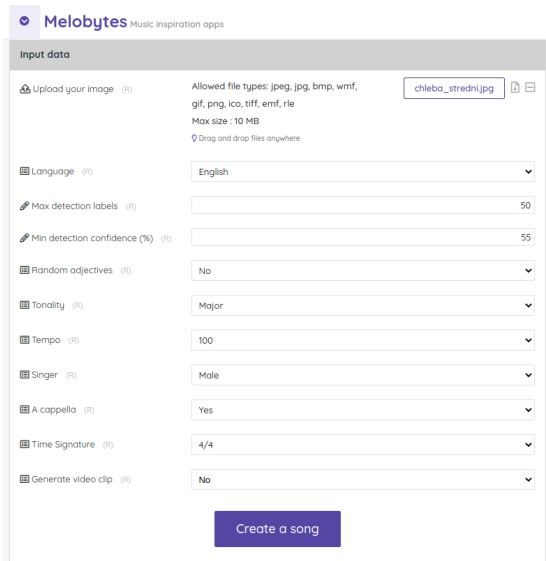 Melobytes Music inspiration apps
Input data
Upload your image (R)
Allowed file types: jpeg, jpg, bmp, wmf,
gif, png, ico, tiff, emf, rle
Max size : 10 MB
Drag and drop files anywhere
chleba_stredni.jpg
Language (R)
English
Max detection labels (R)
50
Min detection confidence (%) (R)
55
Random adjectives (R)
No
Tonality (R)
Major
Tempo (R)
100
Singer (R)
Male
A cappella (R)
Yes
Time Signature (R)
4/4
Generate video clip (R)
No
Create a song